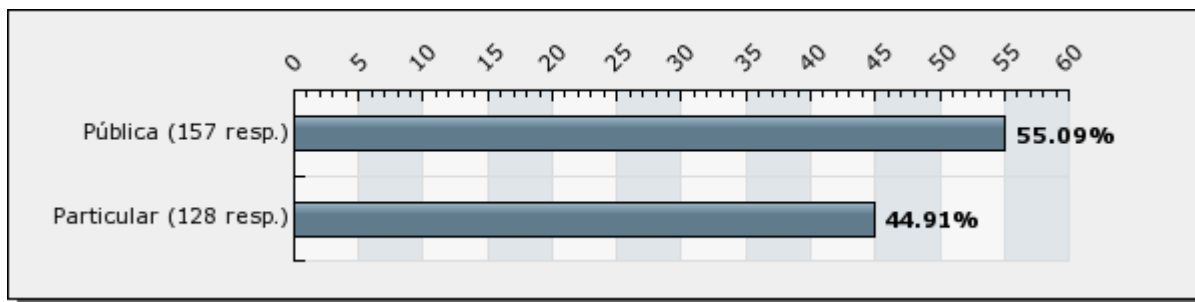 0 5 10 15 20 25 30 35 40 45 50 55 60
Pública (157 resp.) 55.09%
Particular (128 resp.) 44.91%